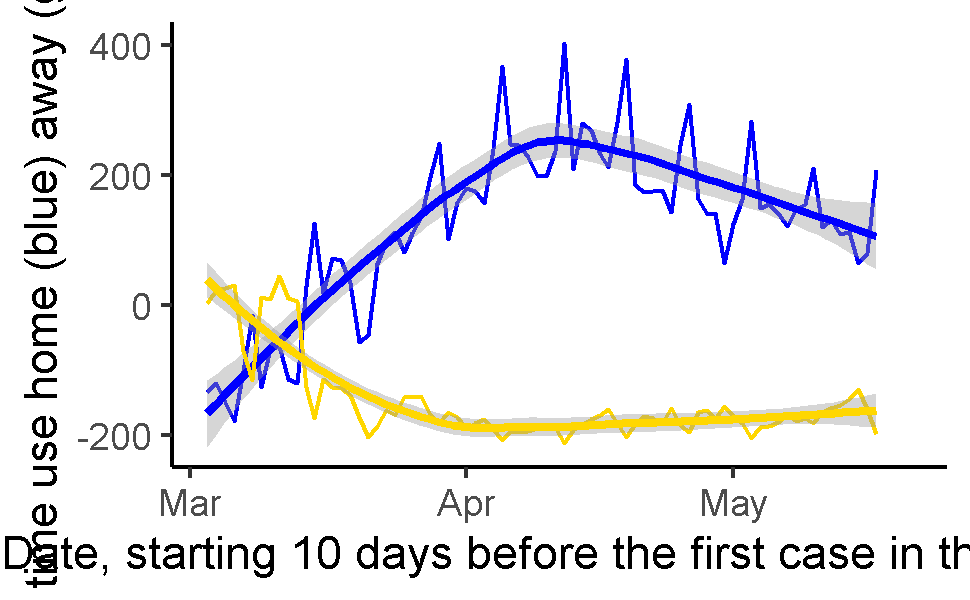 time use home (blue) away (
400
200
0
-200
Mar Apr May
Date, starting 10 days before the first case in th